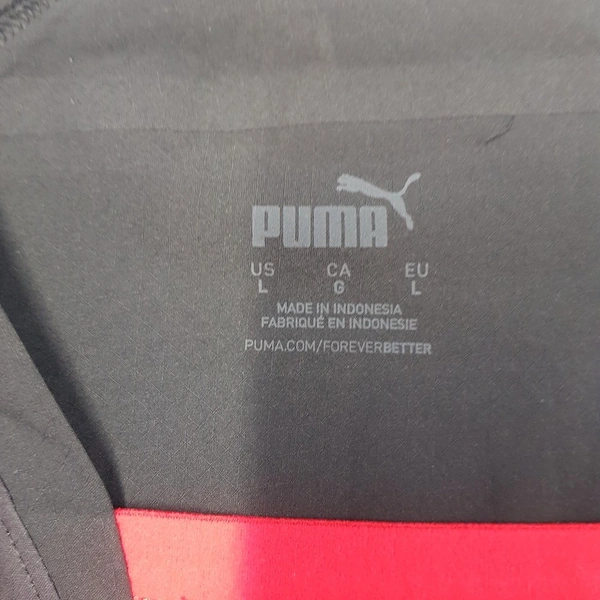 PUMA
US CA EU
L G L
MADE IN INDONESIA
FABRIQUÉ EN INDONESIE
PUMA.COM/FOREVERBETTER